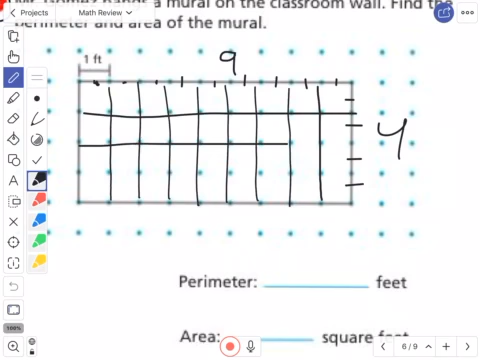 Projects
Math Review
a mural on the classroom wall. Find the
perimeter and area of the mural.
1 ft
9
4
Perimeter: feet
Area: square feet
100%
6/9
A